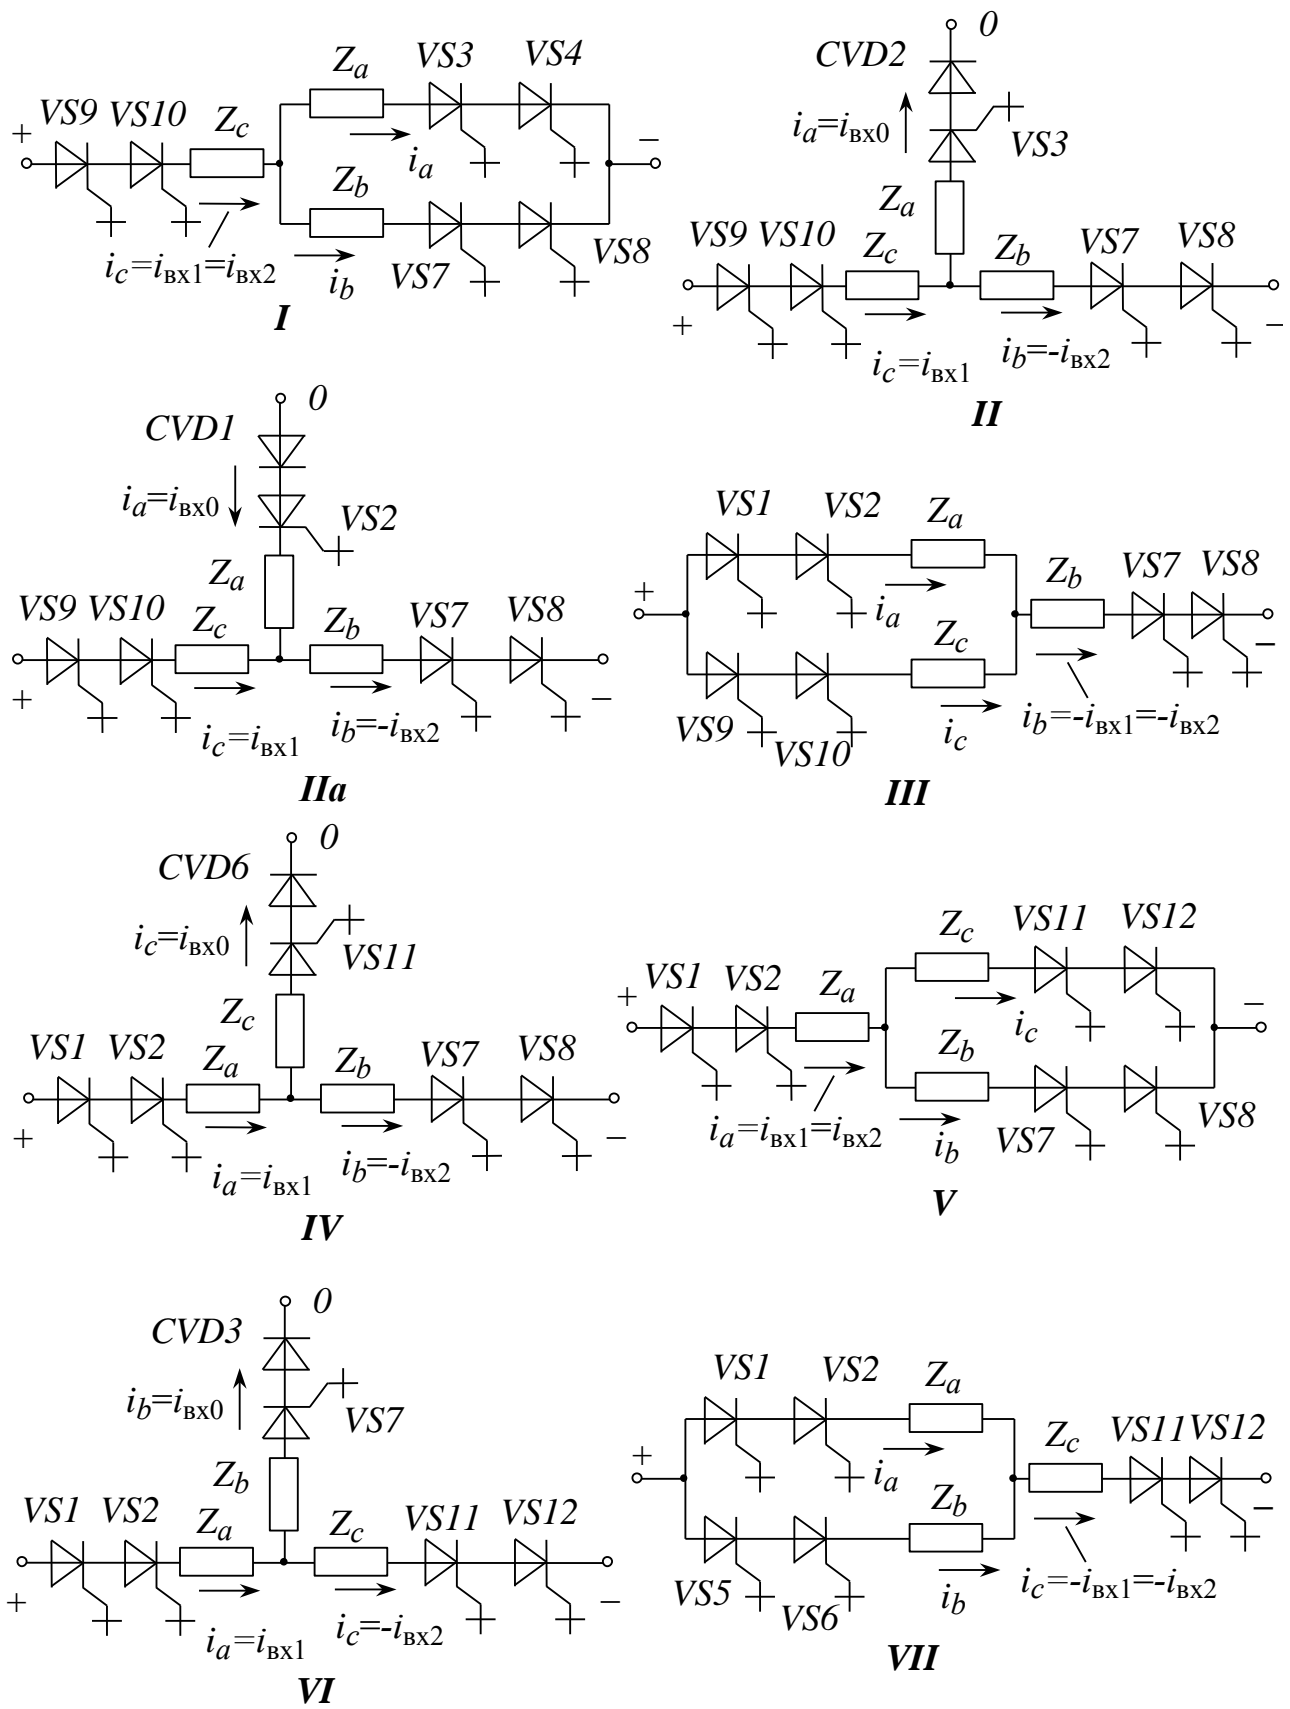 VS9 VS10 Zc Za VS3 VS4
+ −
ia
Zb
VS7 VS8
ic=iвх1=iвх2 ib
I
0
CVD2
ia=iвх0
VS3
Za
VS9 VS10 Zc Zb VS7 VS8
+ −
ic=iвх1 ib=-iвх2
II
0
CVD1
ia=iвх0
VS2
Za
VS9 VS10 Zc Zb VS7 VS8
+ −
ic=iвх1 ib=-iвх2
IIa
VS1 VS2 Za
+ ia Zb VS7 VS8
−
Zc
VS9 VS10 ic ib=-iвх1=-iвх2
III
0
CVD6
ic=iвх0
VS11
Zc
VS1 VS2 Za Zb VS7 VS8
+ −
ia=iвх1 ib=-iвх2
IV
Zc VS11 VS12
VS1 VS2 Za
+ −
ic
Zb
ia=iвх1=iвх2 ib VS7 VS8
V
0
CVD3
ib=iвх0
VS7
Zb
VS1 VS2 Za Zc VS11 VS12
+ −
ia=iвх1 ic=-iвх2
VI
VS1 VS2 Za
+ ia Zc VS11 VS12
−
Zb
VS5 VS6 ib ic=-iвх1=-iвх2
VII